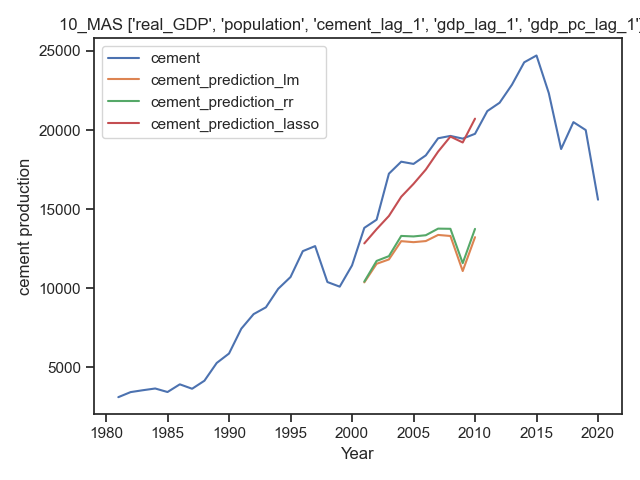 10_MAS ['real_GDP', 'population', 'cement_lag_1', 'gdp_lag_1', 'gdp_pc_lag_1']
cement
cement_prediction_lm
cement_prediction_rr
cement_prediction_lasso
25000
20000
15000
10000
5000
cement production
1980 1985 1990 1995 2000 2005 2010 2015 2020
Year